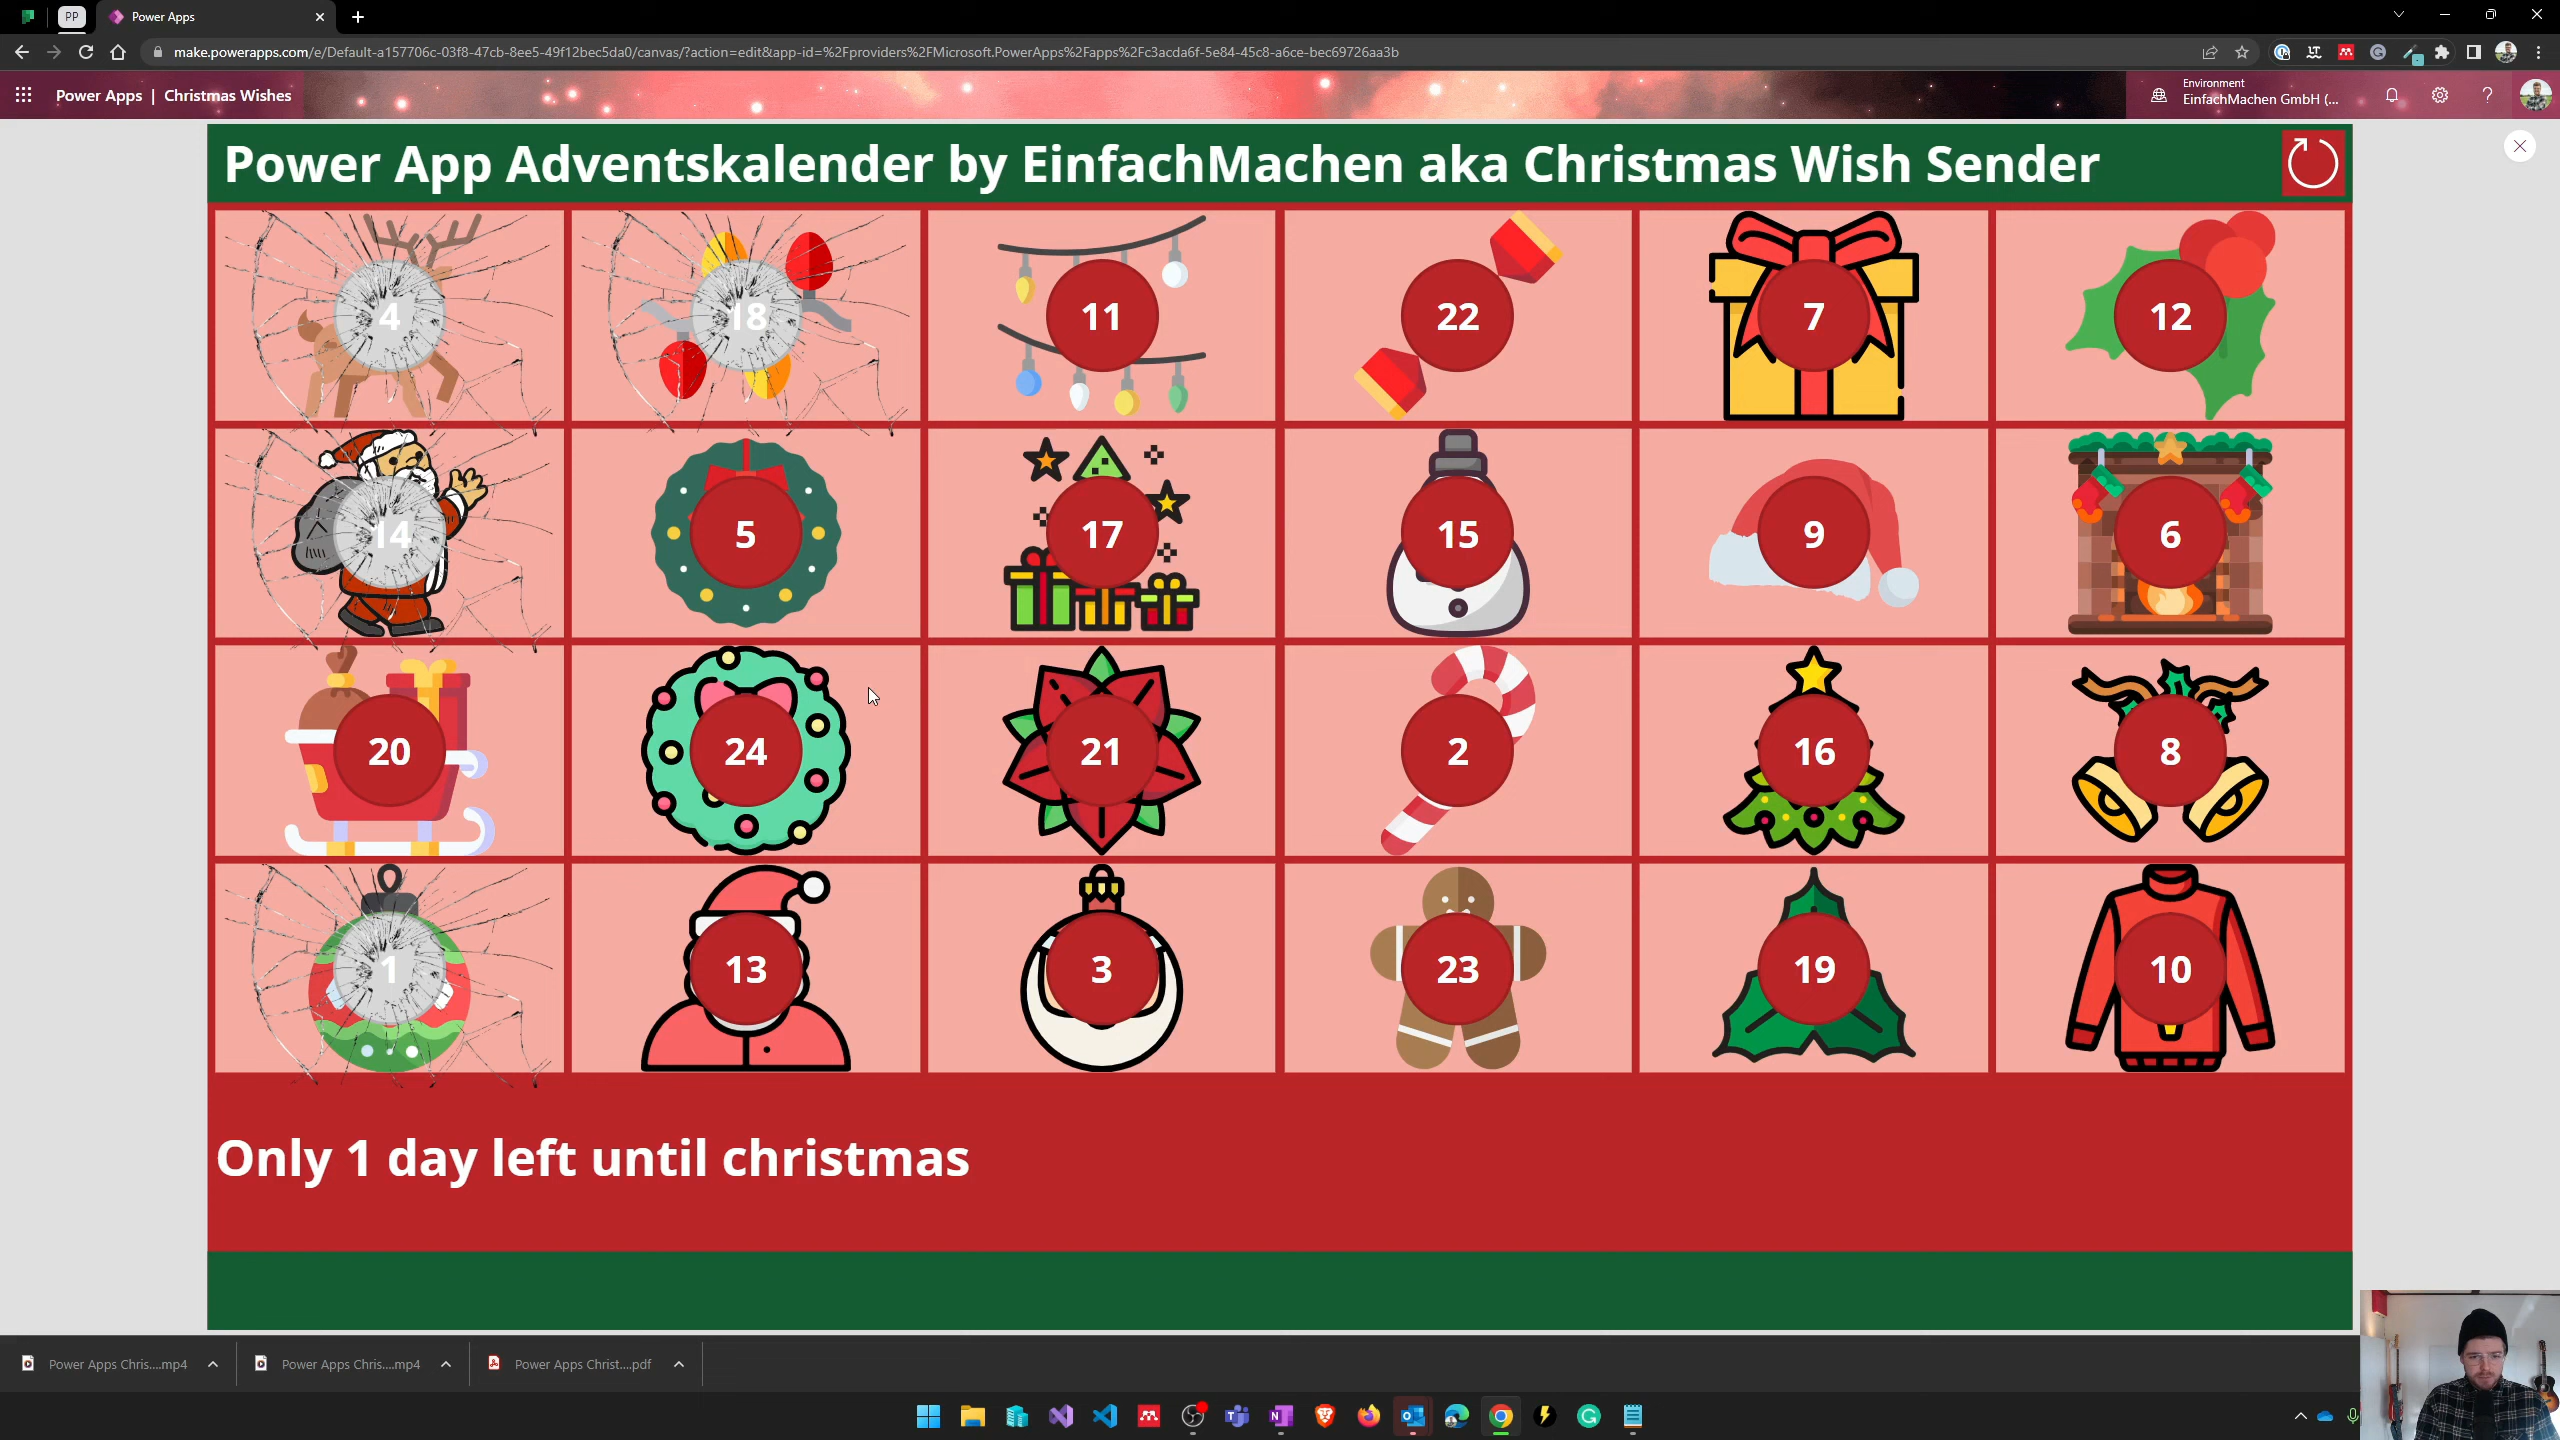 PP
Power Apps
make.powerapps.com/e/Default-a157706c-03f8-47cb-8ee5-49f12bec5da0/canvas/?action=edit&app-id=%2Fproviders%2FMicrosoft.PowerApps%2Fapps%2Fc3acda6f-5e84-45c8-a6ce-bec69726aa3b
Power Apps | Christmas Wishes
Environment
EinfachMachen GmbH (...
Power App Adventskalender by EinfachMachen aka Christmas Wish Sender
4 18 11 22 7 12
14 5 17 15 9 6
20 24 21 2 16 8
1 13 3 23 19 10
Only 1 day left until christmas
Power Apps Chris....mp4
Power Apps Chris....mp4
Power Apps Christ....pdf